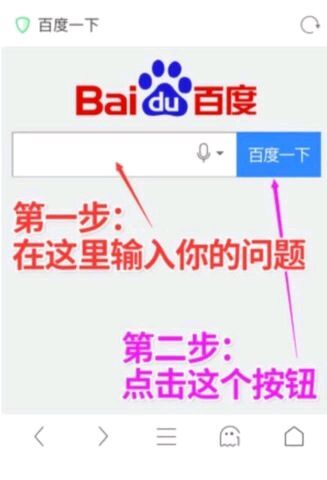 百度一下
Baidu百度
百度一下
第一步：
在这里输入你的问题
第二步：
点击这个按钮